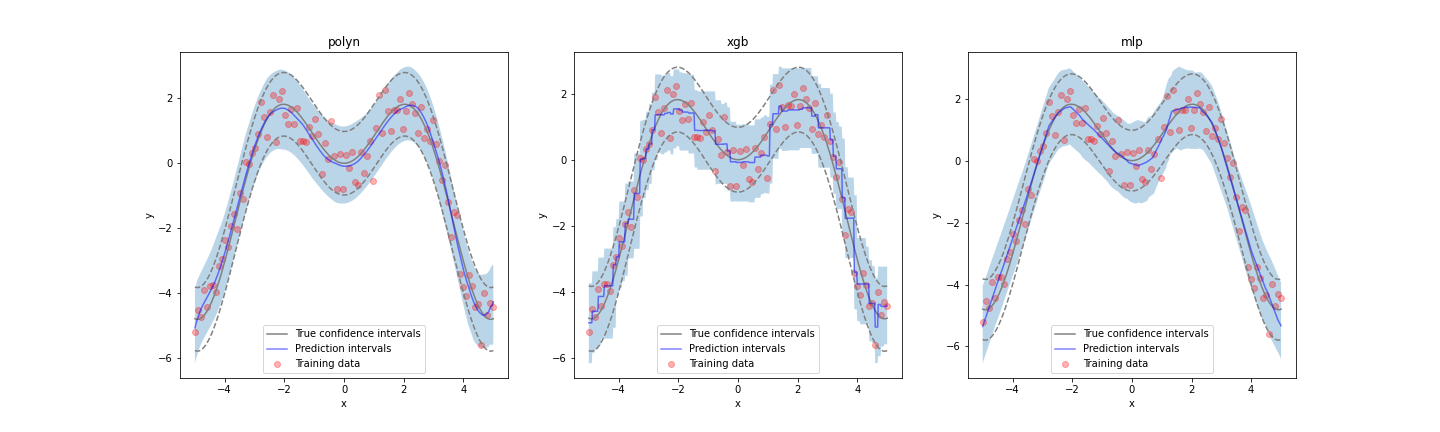 polyn
y
2
0
−2
−4
−6
−4
−2
0
2
4
x
True confidence intervals
Prediction intervals
Training data
xgb
y
2
0
−2
−4
−6
−4
−2
0
2
4
x
True confidence intervals
Prediction intervals
Training data
mlp
y
2
0
−2
−4
−6
−4
−2
0
2
4
x
True confidence intervals
Prediction intervals
Training data